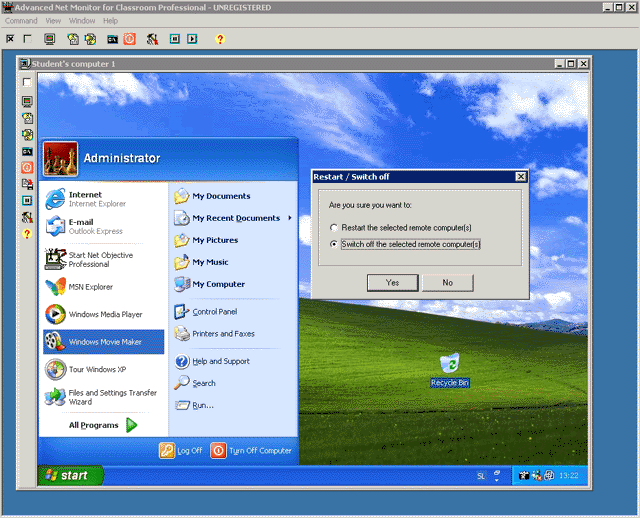 Advanced Net Monitor for Classroom Professional - UNREGISTERED
Command View Window Help
Student's computer 1
Administrator
Internet
Internet Explorer
E-mail
Outlook Express
Start Net Objective
Professional
MSN Explorer
Windows Media Player
Windows Movie Maker
Tour Windows XP
Files and Settings Transfer
Wizard
All Programs
My Documents
My Recent Documents
My Pictures
My Music
My Computer
Control Panel
Printers and Faxes
Help and Support
Search
Run...
Log Off
Turn Off Computer
Restart / Switch off
Are you sure you want to:
Restart the selected remote computer(s)
Switch off the selected remote computer(s)
Yes
No
Recycle Bin
start
SL
13:22